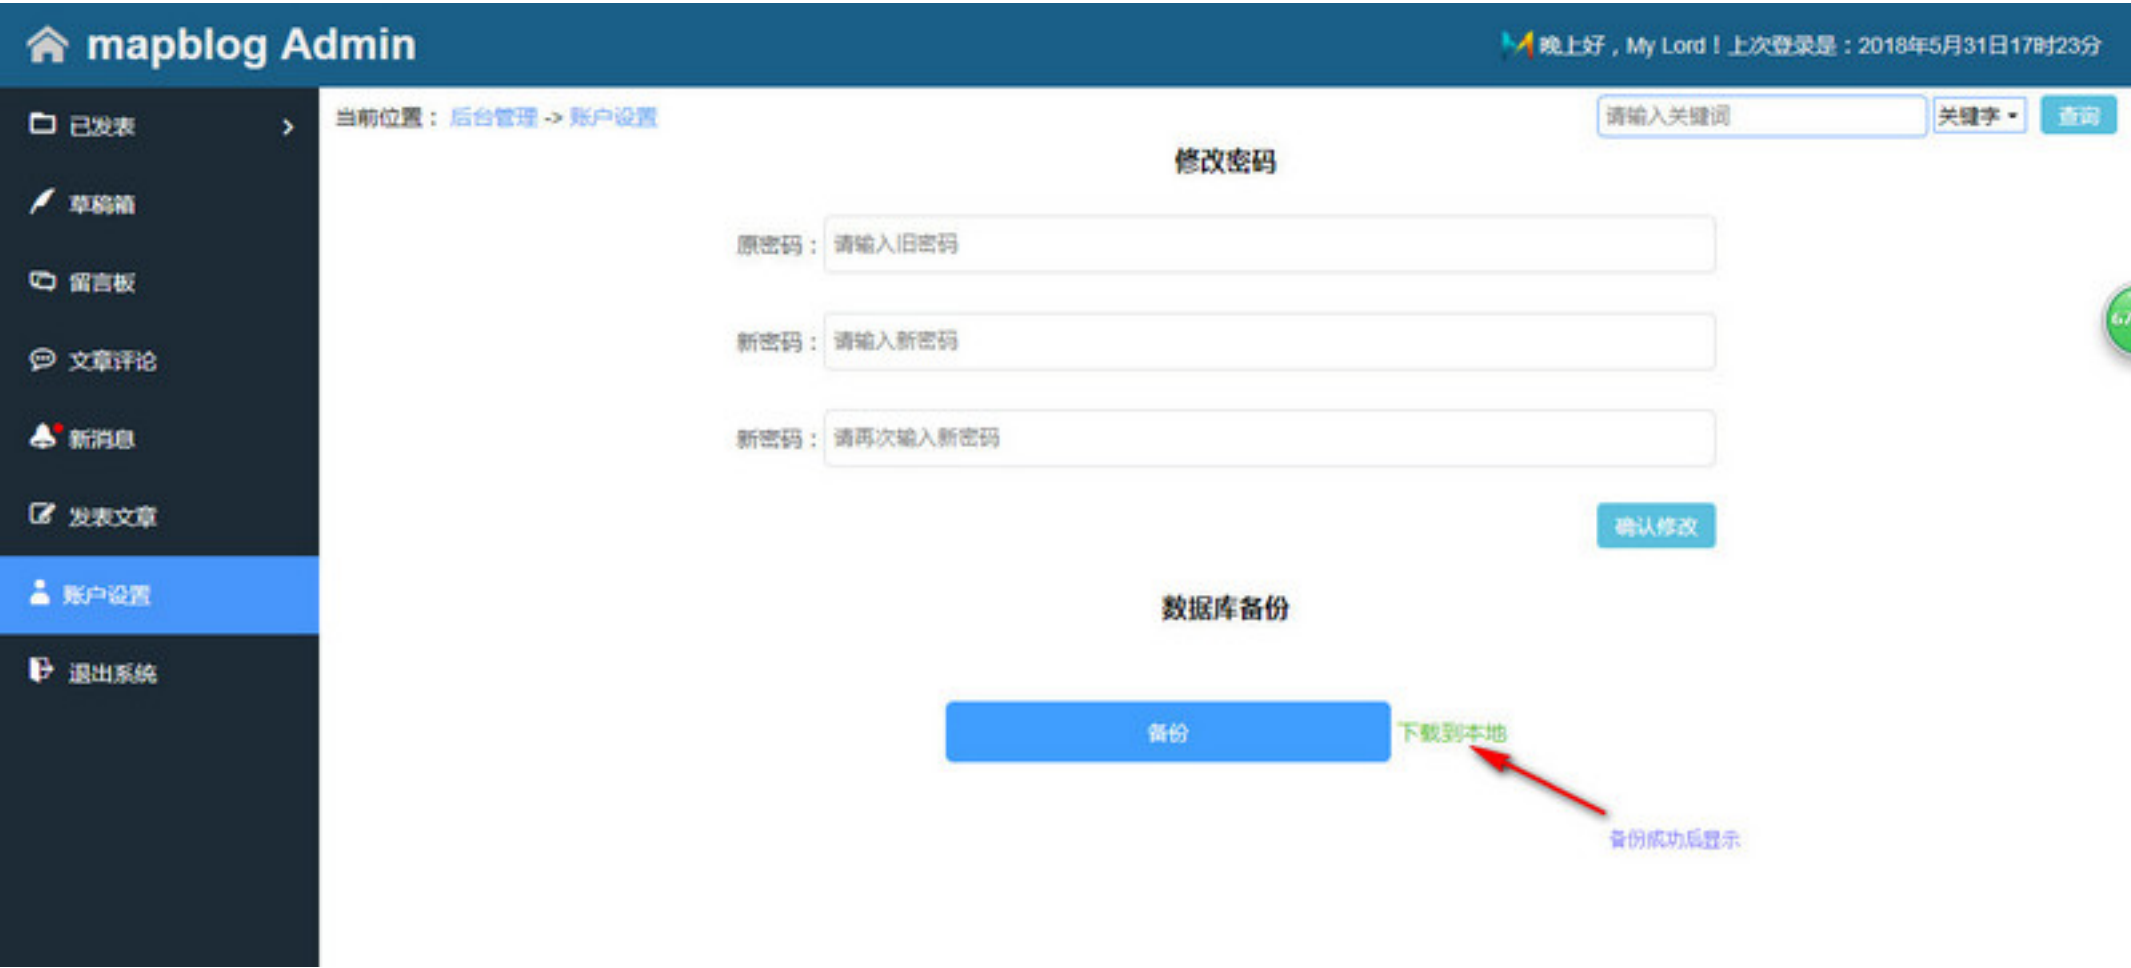 mapblog Admin
晚上好，My Lord！上次登录是：2018年5月31日17时23分
已发表
草稿箱
留言板
文章评论
新消息
发表文章
账户设置
退出系统
当前位置： 后台管理 -> 账户设置
请输入关键词
关键字
查询
修改密码
原密码： 请输入旧密码
新密码： 请输入新密码
新密码： 请再次输入新密码
确认修改
数据库备份
备份
下载到本地
备份成功后显示
67